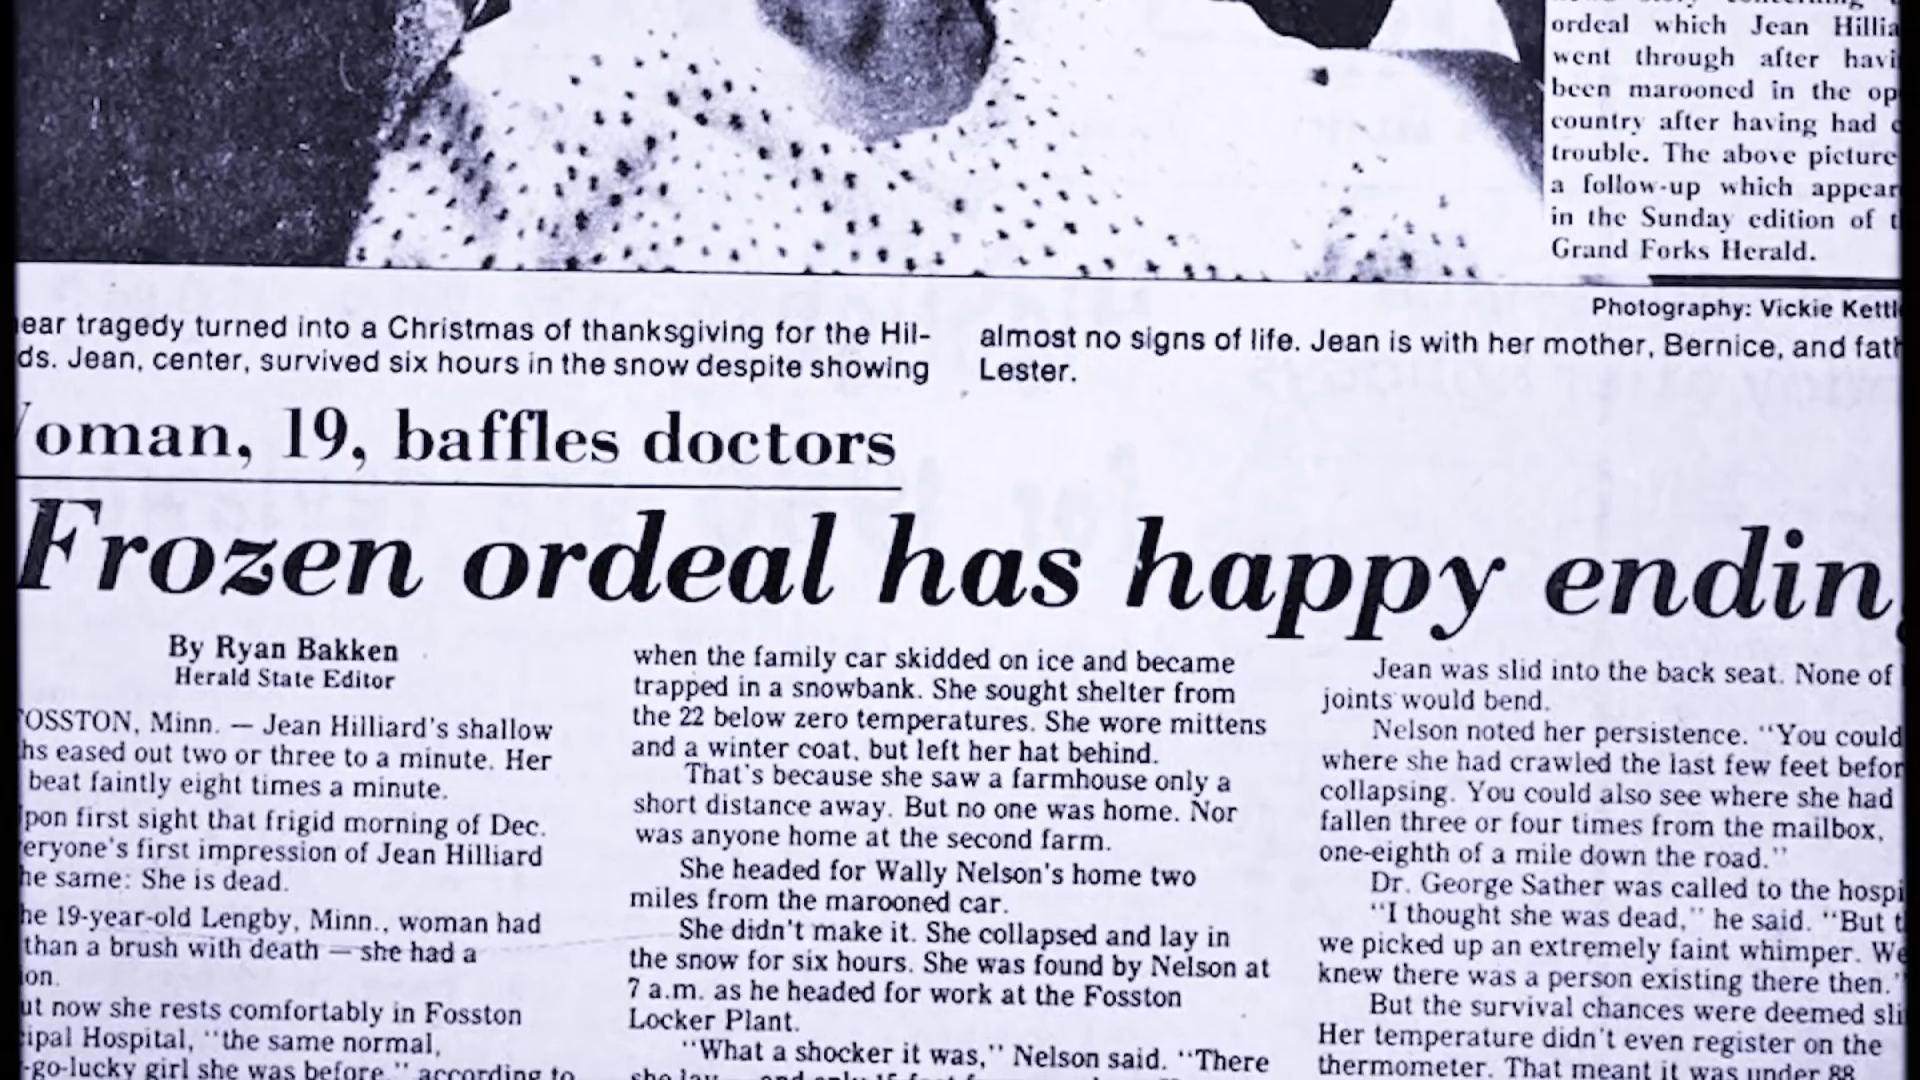 ordeal which Jean Hillia
went through after havi
been marooned in the op
country after having had
trouble. The above picture
a follow-up which appear
in the Sunday edition of t
Grand Forks Herald.
Photography: Vickie Kettl
ear tragedy turned into a Christmas of thanksgiving for the Hil-
ds. Jean, center, survived six hours in the snow despite showing
almost no signs of life. Jean is with her mother, Bernice, and fath
Lester.
oman, 19, baffles doctors
Frozen ordeal has happy endin
By Ryan Bakken
Herald State Editor
OSSTON, Minn. — Jean Hilliard's shallow
hs eased out two or three to a minute. Her
beat faintly eight times a minute.
pon first sight that frigid morning of Dec.
eryone's first impression of Jean Hilliard
he same: She is dead.
he 19-year-old Lengby, Minn., woman had
than a brush with death — she had a
ion.
ut now she rests comfortably in Fosston
ipal Hospital, "the same normal,
-go-lucky girl she was before," according to
when the family car skidded on ice and became
trapped in a snowbank. She sought shelter from
the 22 below zero temperatures. She wore mittens
and a winter coat, but left her hat behind.
That's because she saw a farmhouse only a
short distance away. But no one was home. Nor
was anyone home at the second farm.
She headed for Wally Nelson's home two
miles from the marooned car.
She didn't make it. She collapsed and lay in
the snow for six hours. She was found by Nelson at
7 a.m. as he headed for work at the Fosston
Locker Plant.
"What a shocker it was," Nelson said. "There
Jean was slid into the back seat. None of
joints would bend.
Nelson noted her persistence. "You could
where she had crawled the last few feet befor
collapsing. You could also see where she had
fallen three or four times from the mailbox,
one-eighth of a mile down the road."
Dr. George Sather was called to the hospi
"I thought she was dead," he said. "But t
we picked up an extremely faint whimper. We
knew there was a person existing there then."
But the survival chances were deemed sli
Her temperature didn't even register on the
thermometer. That meant it was under 88